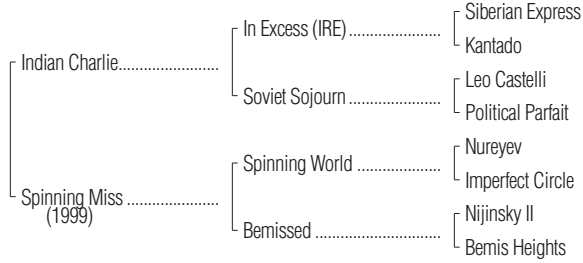 Siberian Express
In Excess (IRE)
Kantado
Indian Charlie
Leo Castelli
Soviet Sojourn
Political Parfait
Nureyev
Spinning World
Imperfect Circle
Spinning Miss
(1999)
Nijinsky II
Bemissed
Bemis Heights